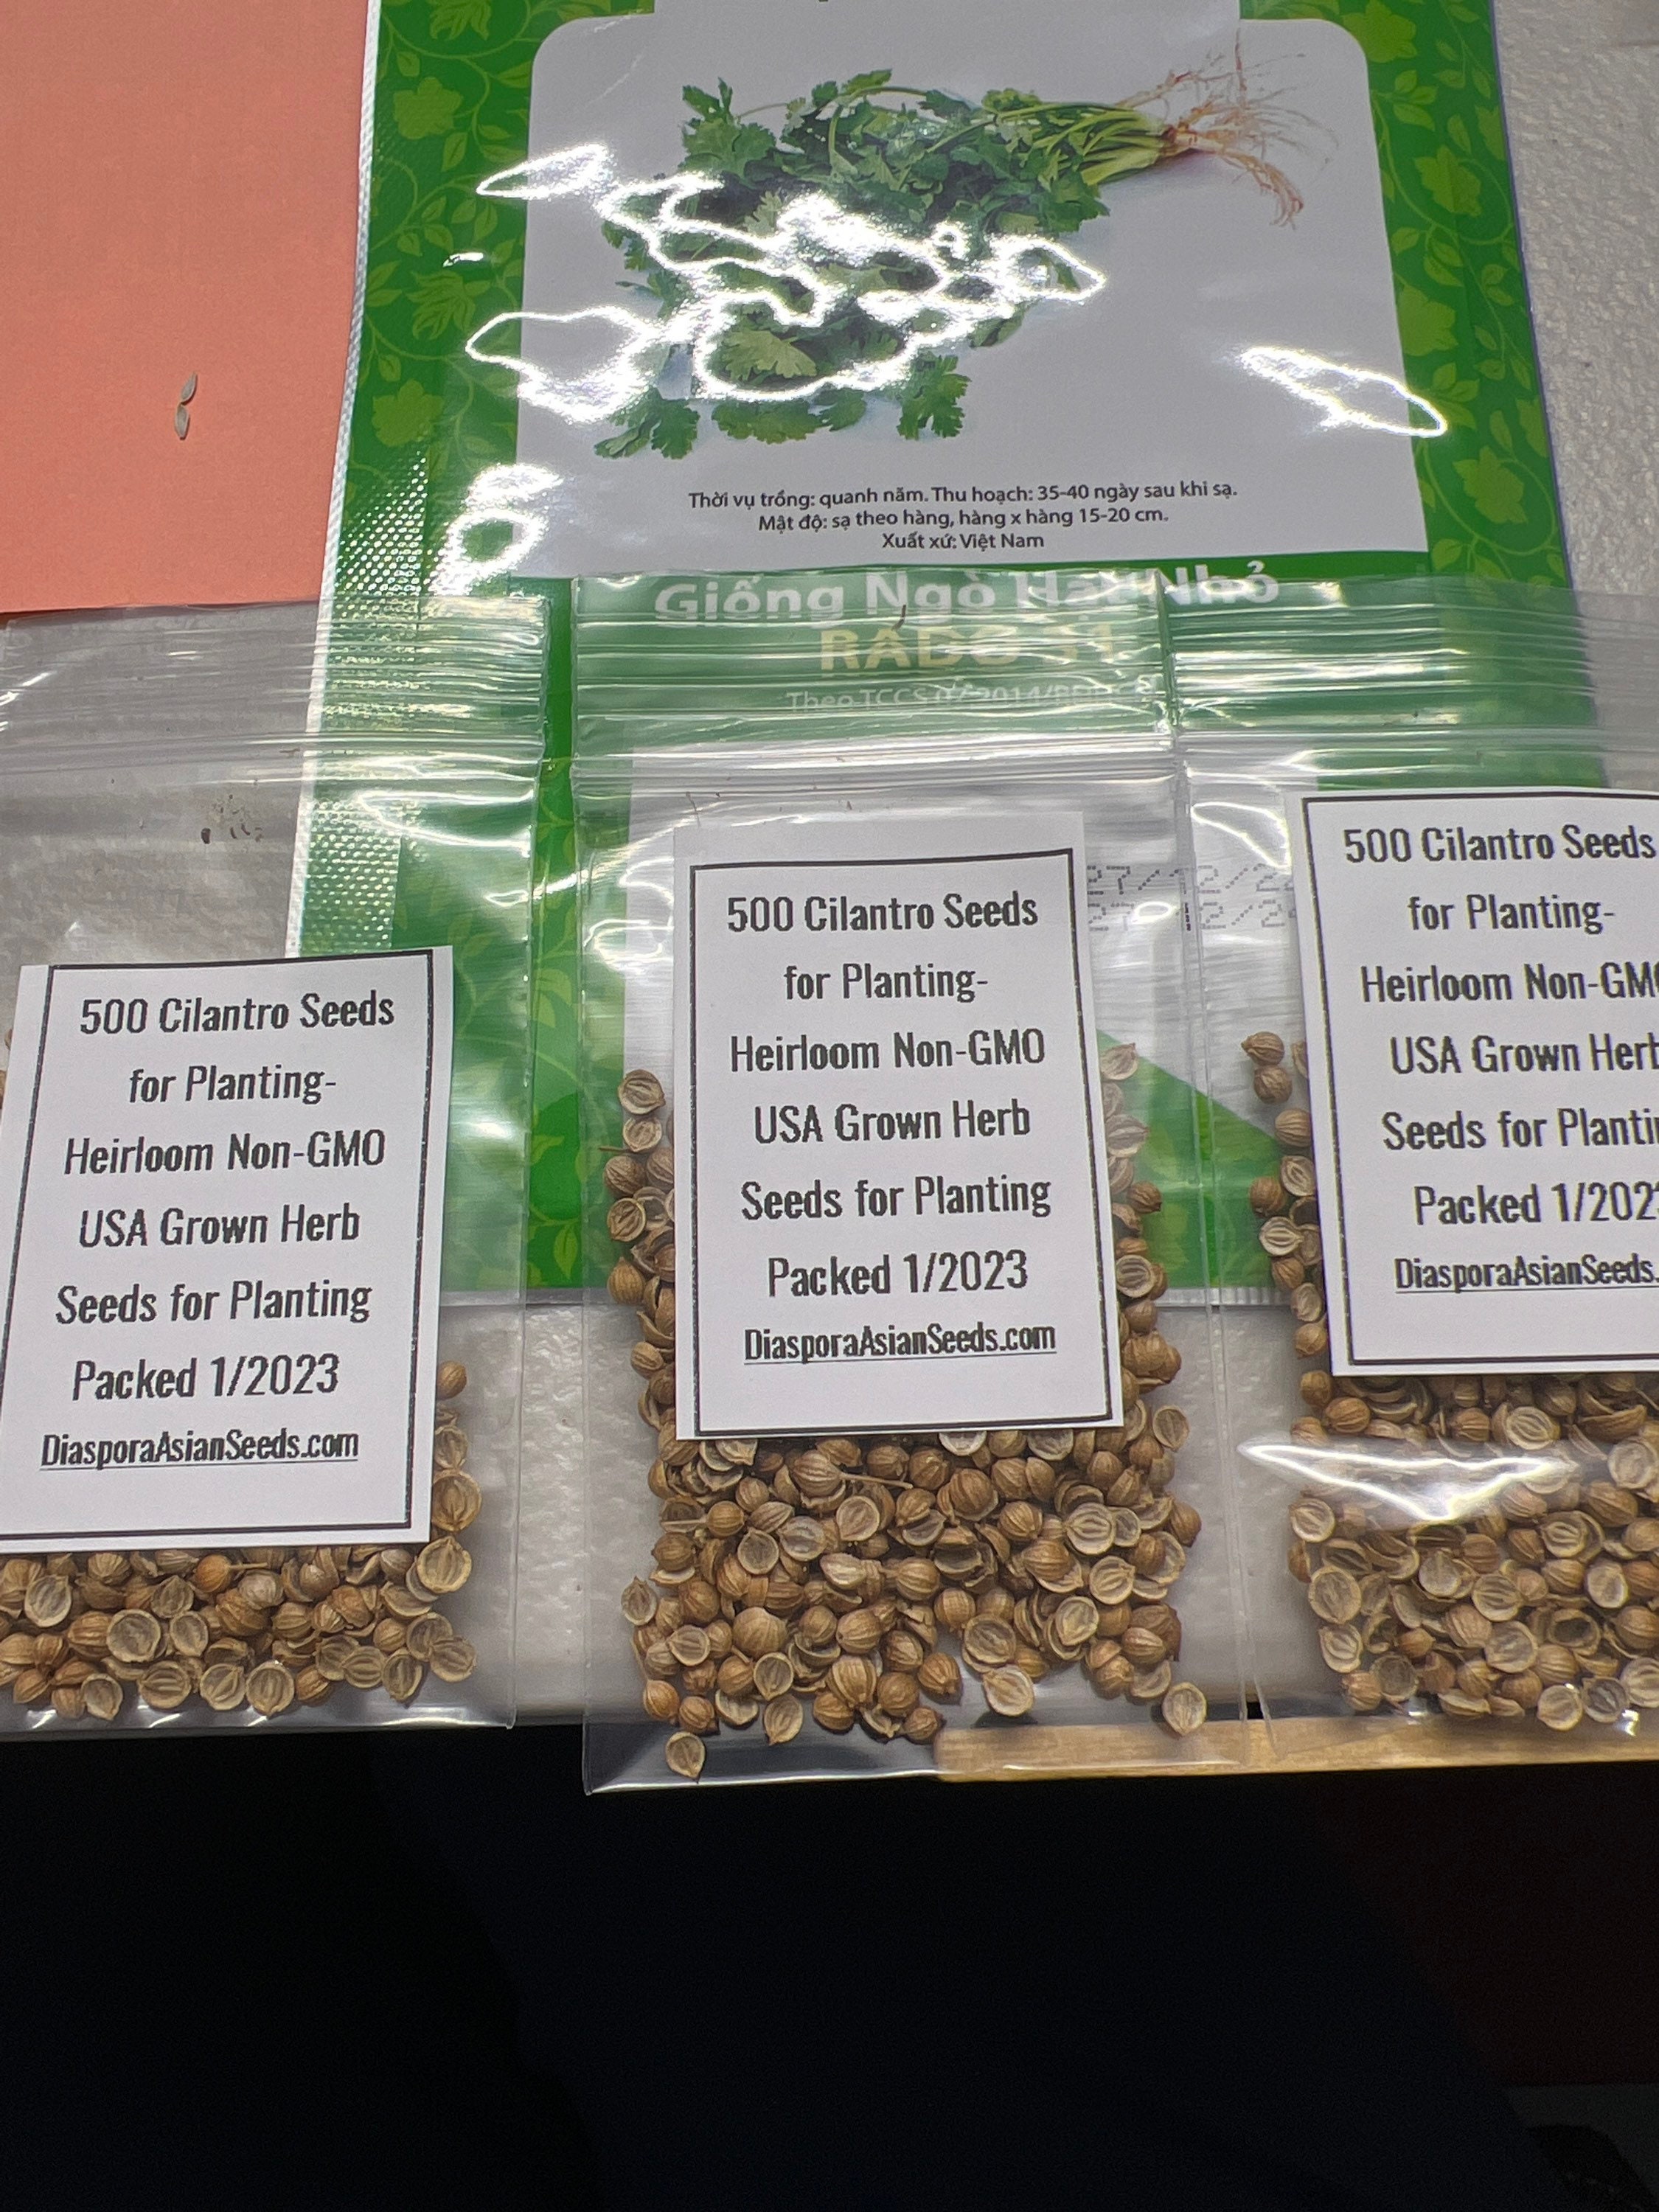 Thời vụ trồng: quanh năm. Thu hoạch: 35-40 ngày sau khi sạ.
Mật độ: sạ theo hàng, hàng x hàng 15-20 cm.
Xuất xứ: Việt Nam
Giống Ngò Hạt Nhỏ
RADO
500 Cilantro Seeds
for Planting-
Heirloom Non-GMO
USA Grown Herb
Seeds for Planting
Packed 1/2023
DiasporaAsianSeeds.com
500 Cilantro Seeds
for Planting-
Heirloom Non-GMO
USA Grown Herb
Seeds for Planting
Packed 1/2023
DiasporaAsianSeeds.com
500 Cilantro Seeds
for Planting-
Heirloom Non-GM
USA Grown Her
Seeds for Planti
Packed 1/202
DiasporaAsianSeeds.